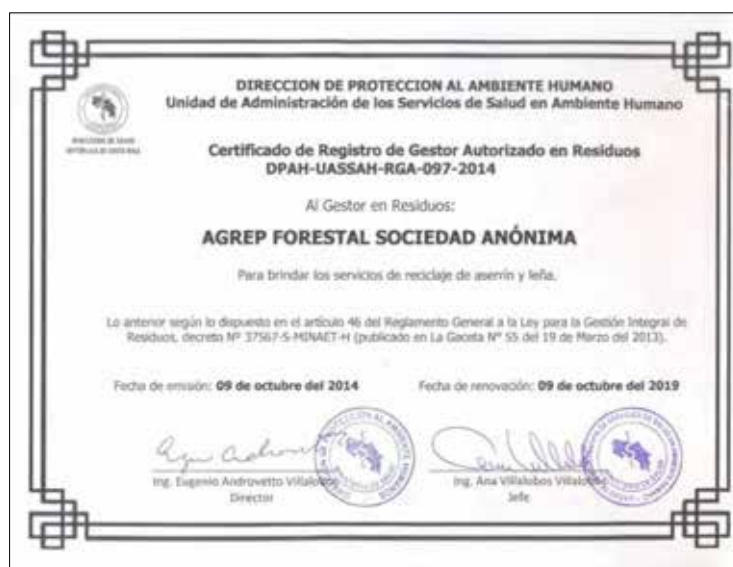 DIRECCION DE PROTECCION AL AMBIENTE HUMANO
Unidad de Administración de los Servicios de Salud en Ambiente Humano
Certificado de Registro de Gestor Autorizado en Residuos
DPAH-UASSAH-RGA-097-2014
Al Gestor en Residuos:
AGREP FORESTAL SOCIEDAD ANÓNIMA
Para brindar los servicios de reciclaje de aserrín y leña.
Lo anterior según lo dispuesto en el artículo 46 del Reglamento General a la Ley para la Gestión Integral de
Residuos, decreto Nº 37567-S-MINAET-H (publicado en La Gaceta Nº 55 del 19 de Marzo del 2013).
Fecha de emisión: 09 de octubre del 2014 Fecha de renovación: 09 de octubre del 2019
Ing. Eugenio Androvetto Villalobos
Director
Ing. Ana Villalobos Villalobos
Jefe